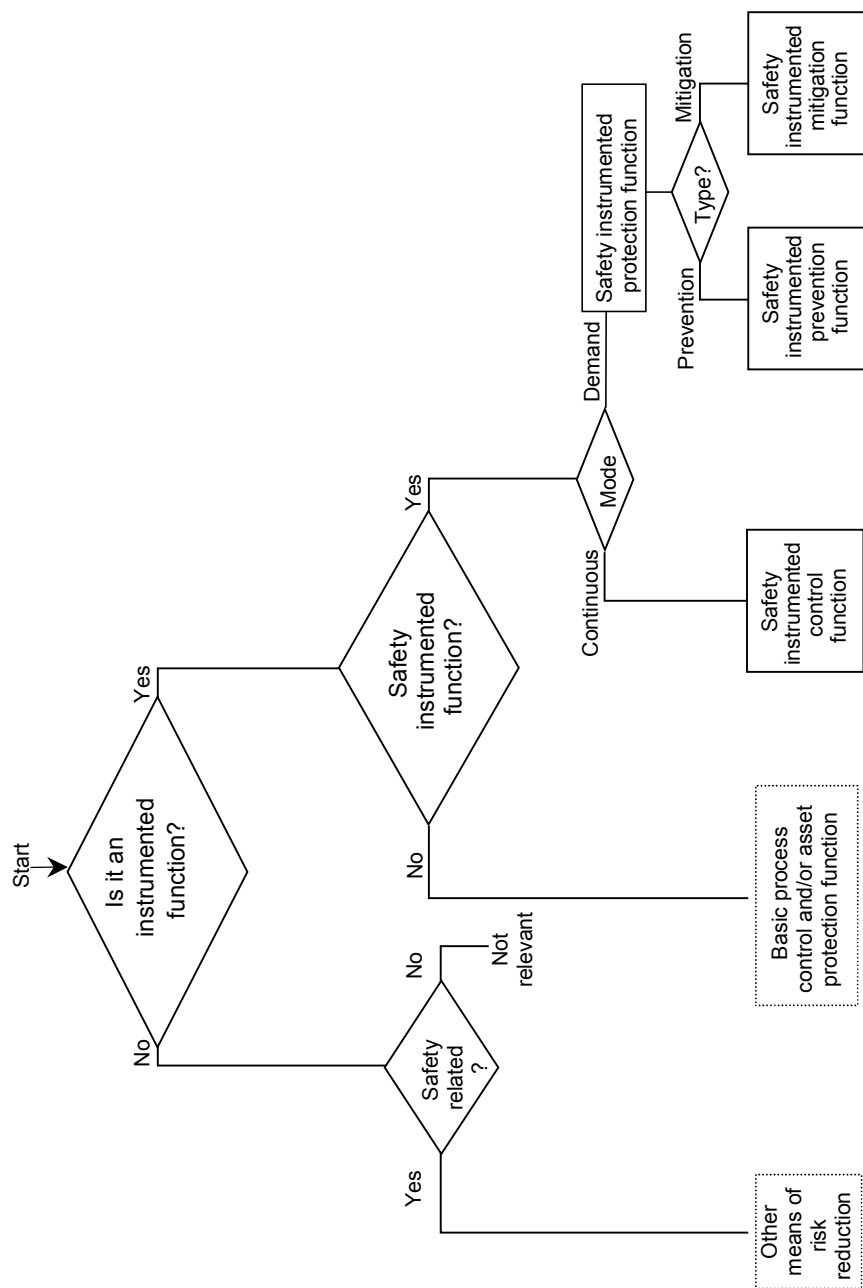 Start
Is it an
instrumented
function?
No
Yes
Safety
related
?
Yes
No
Not
relevant
Safety
instrumented
function?
No
Yes
Mode
Continuous
Demand
Safety instrumented
protection function
Type?
Prevention
Mitigation
Other
means of
risk
reduction
Basic process
control and/or asset
protection function
Safety
instrumented
control
function
Safety
instrumented
prevention
function
Safety
instrumented
mitigation
function